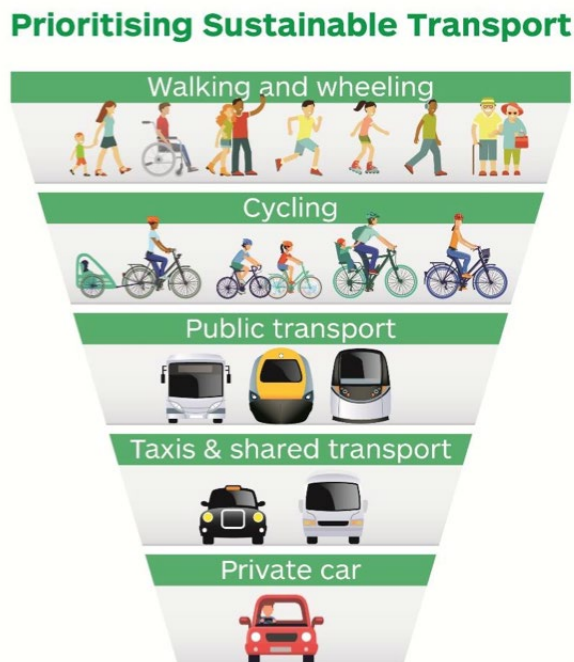 Prioritising Sustainable Transport
Walking and wheeling
Cycling
Public transport
Taxis & shared transport
Private car